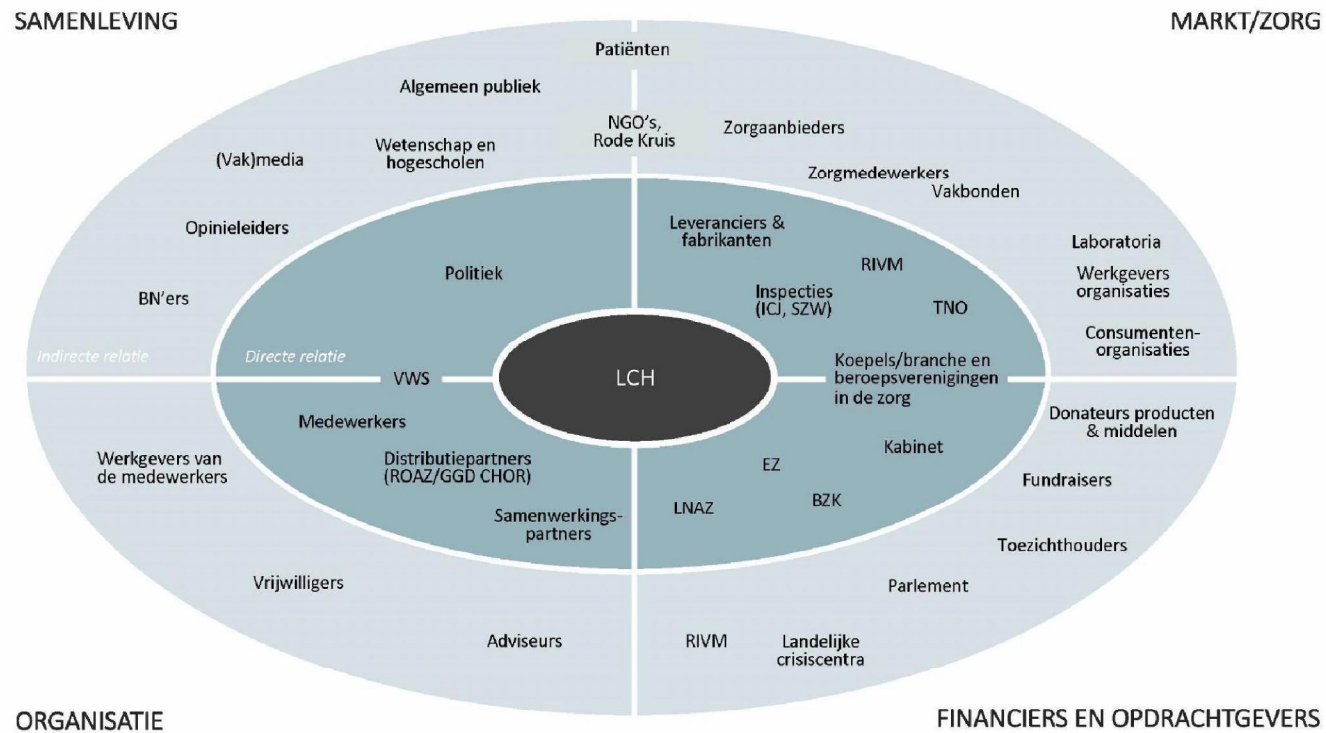 SAMENLEVING
MARKT/ZORG
Patiënten
Algemeen publiek
NGO's,
Rode Kruis
Zorgaanbieders
Wetenschap en
hogescholen
(Vak)media
Zorgmedewerkers
Vakbonden
Opinieleiders
Leveranciers &
fabrikanten
Laboratoria
RIVM
Werkgevers
organisaties
Politiek
BN'ers
Inspecties
(ICJ, SZW)
TNO
Consumenten-
organisaties
Indirecte relatie
Directe relatie
VWS
LCH
Koepels/branche en
beroepsverenigingen
in de zorg
Medewerkers
Donateurs producten
& middelen
Werkgevers van
de medewerkers
Distributiepartners
(ROAZ/GGD CHOR)
EZ
Kabinet
Fundraisers
LNAZ
BZK
Samenwerkings-
partners
Toezichthouders
Vrijwilligers
Parlement
Adviseurs
RIVM
Landelijke
crisiscentra
ORGANISATIE
FINANCIERS EN OPDRACHTGEVERS